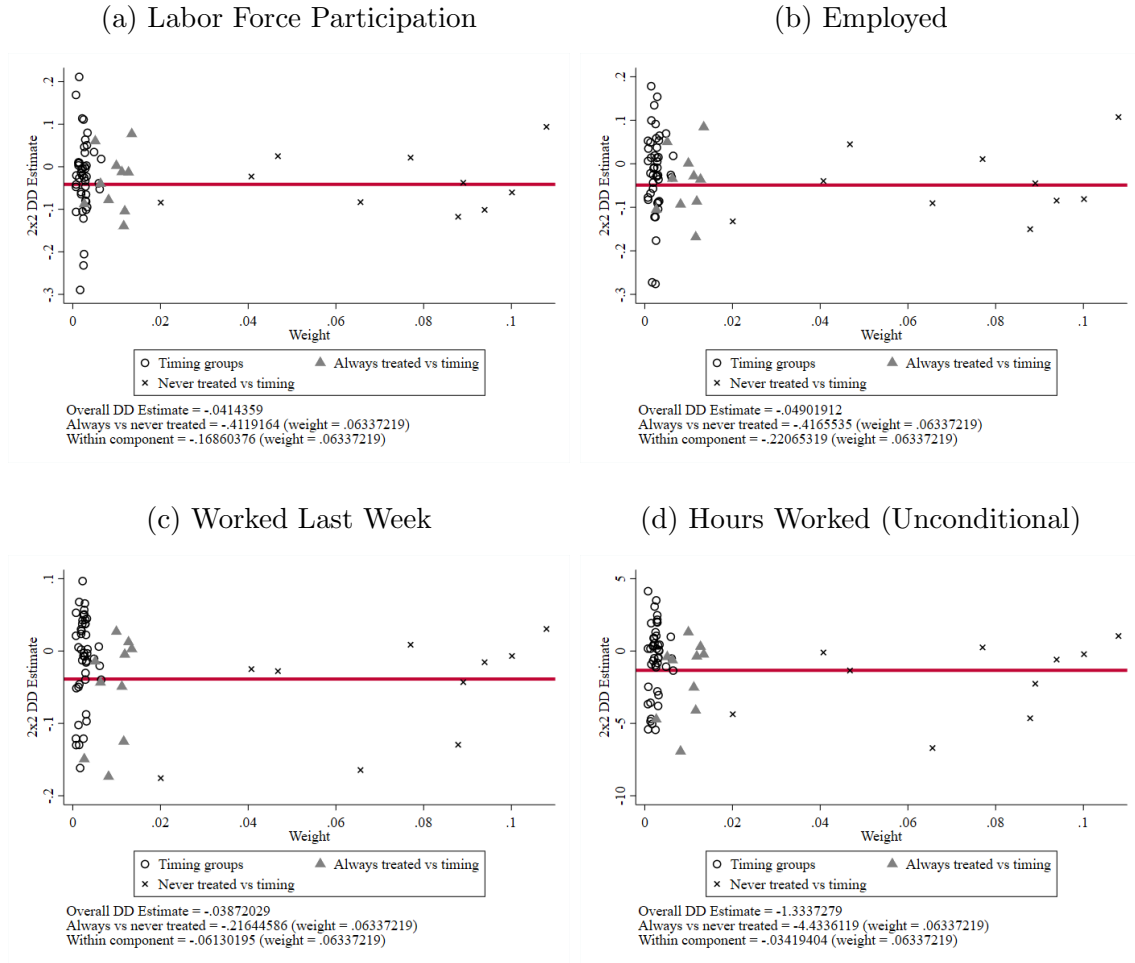 (a) Labor Force Participation
.2
.1
0
-.1
-.2
-.3
2x2 DD Estimate
0 .02 .04 .06 .08 .1
Weight
Timing groups Always treated vs timing
Never treated vs timing
Overall DD Estimate = -.0414359
Always vs never treated = -.4119164 (weight = .06337219)
Within component = -.16860376 (weight = .06337219)
(b) Employed
.2
.1
0
-.1
-.2
-.3
2x2 DD Estimate
0 .02 .04 .06 .08 .1
Weight
Timing groups Always treated vs timing
Never treated vs timing
Overall DD Estimate = -.04901912
Always vs never treated = -.4165535 (weight = .06337219)
Within component = -.22065319 (weight = .06337219)
(c) Worked Last Week
.1
0
-.1
-.2
2x2 DD Estimate
0 .02 .04 .06 .08 .1
Weight
Timing groups Always treated vs timing
Never treated vs timing
Overall DD Estimate = -.03872029
Always vs never treated = -.21644586 (weight = .06337219)
Within component = -.06130195 (weight = .06337219)
(d) Hours Worked (Unconditional)
5
0
-5
-10
2x2 DD Estimate
0 .02 .04 .06 .08 .1
Weight
Timing groups Always treated vs timing
Never treated vs timing
Overall DD Estimate = -1.3337279
Always vs never treated = -4.4336119 (weight = .06337219)
Within component = -.03419404 (weight = .06337219)